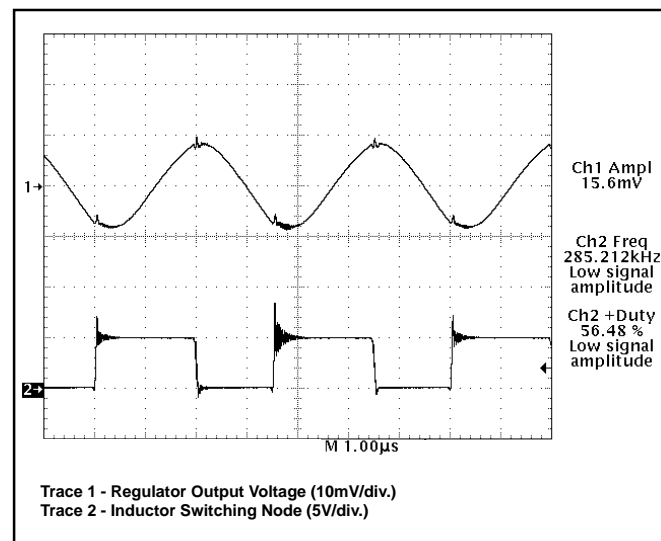 1
Ch1 Ampl
15.6mV
Ch2 Freq
285.212kHz
Low signal
amplitude
Ch2 +Duty
56.48 %
Low signal
amplitude
2
M 1.00µs
Trace 1 - Regulator Output Voltage (10mV/div.)
Trace 2 - Inductor Switching Node (5V/div.)